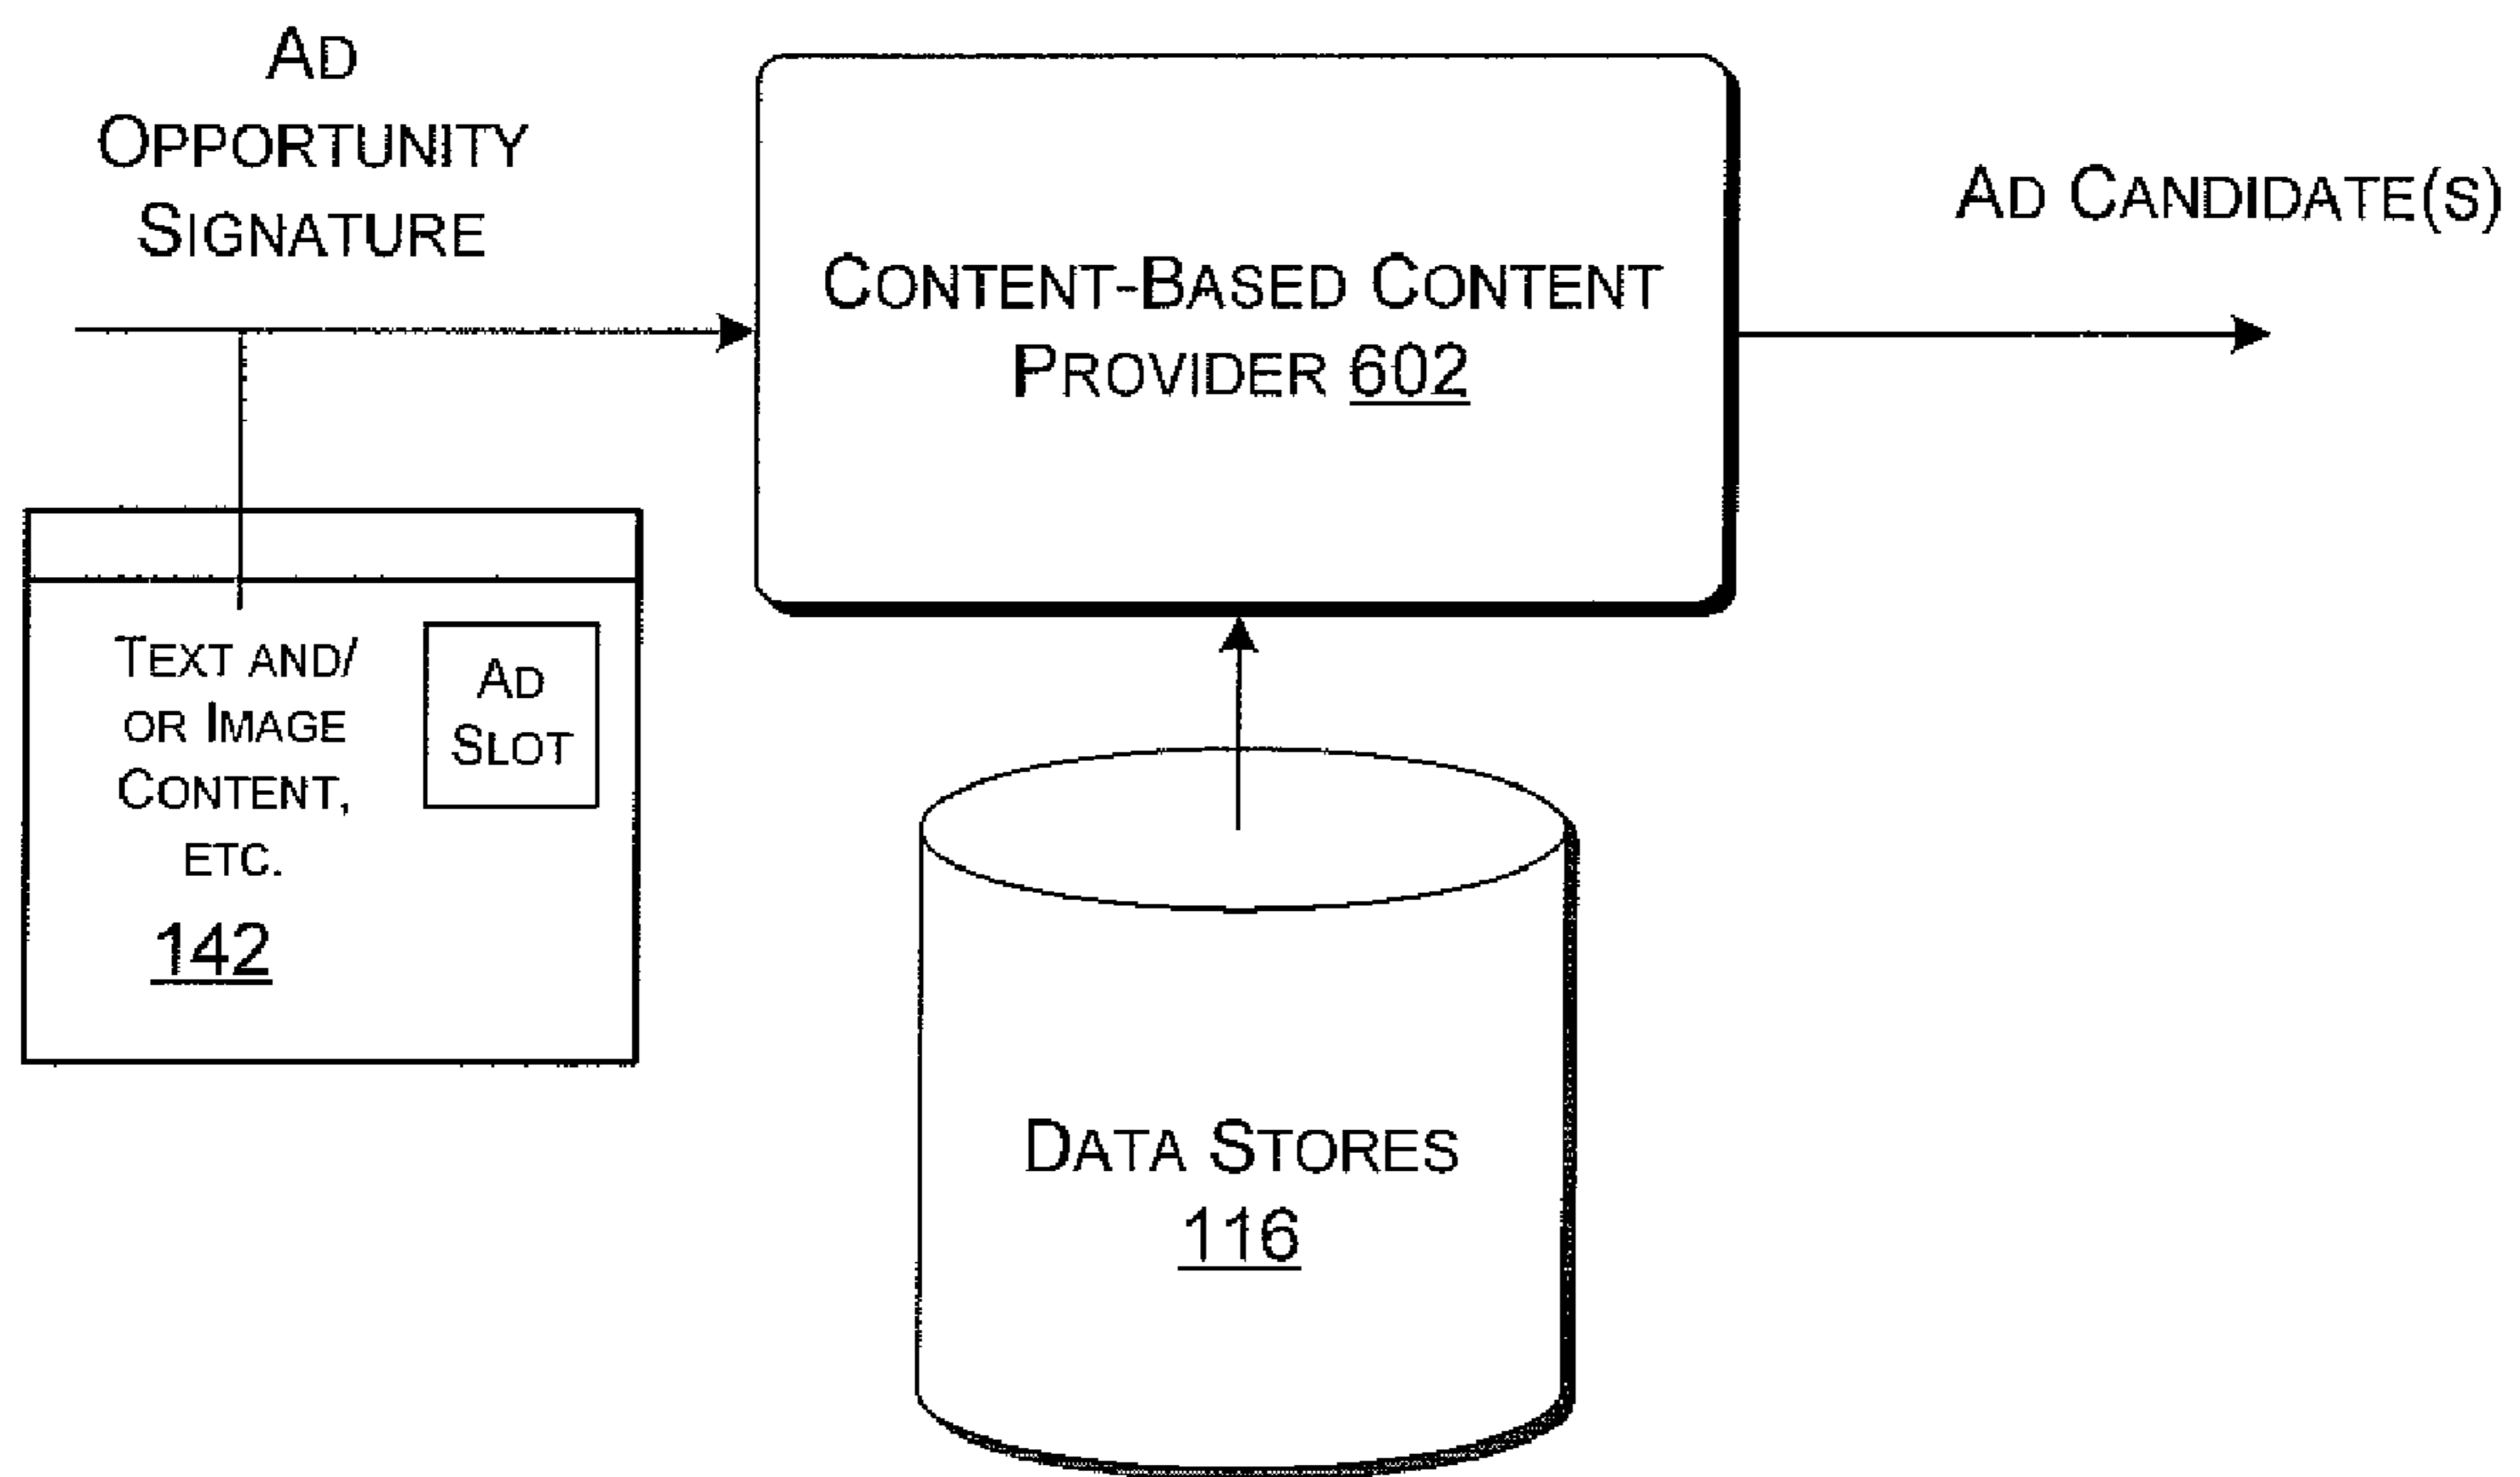 AD
OPPORTUNITY
SIGNATURE
CONTENT-BASED CONTENT
PROVIDER 602
AD CANDIDATE(S)
TEXT AND/
OR IMAGE
CONTENT,
ETC.
142
AD
SLOT
DATA STORES
116